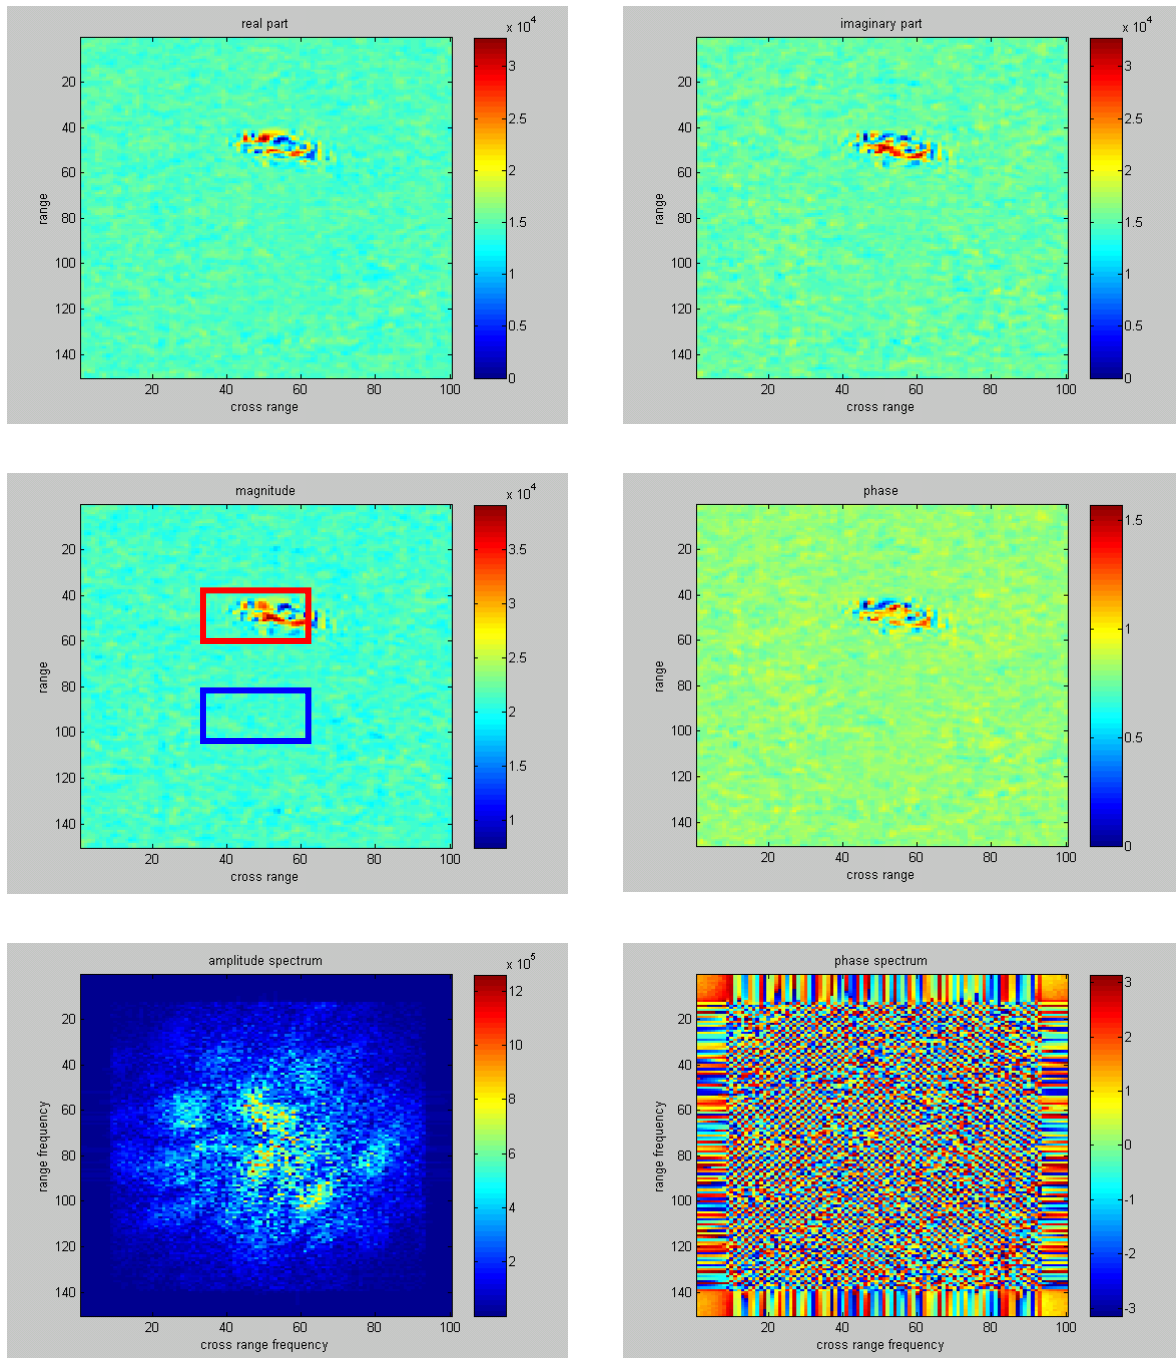 real part
x 10^4
20
40
60
80
100
120
140
range
20 40 60 80 100
cross range
3
2.5
2
1.5
1
0.5
0
imaginary part
x 10^4
20
40
60
80
100
120
140
range
20 40 60 80 100
cross range
3
2.5
2
1.5
1
0.5
0
magnitude
x 10^4
20
40
60
80
100
120
140
range
20 40 60 80 100
cross range
3.5
3
2.5
2
1.5
1
phase
20
40
60
80
100
120
140
range
20 40 60 80 100
cross range
1.5
1
0.5
0
amplitude spectrum
x 10^5
20
40
60
80
100
120
140
range frequency
20 40 60 80 100
cross range frequency
12
10
8
6
4
2
phase spectrum
20
40
60
80
100
120
140
range frequency
20 40 60 80 100
cross range frequency
3
2
1
0
-1
-2
-3